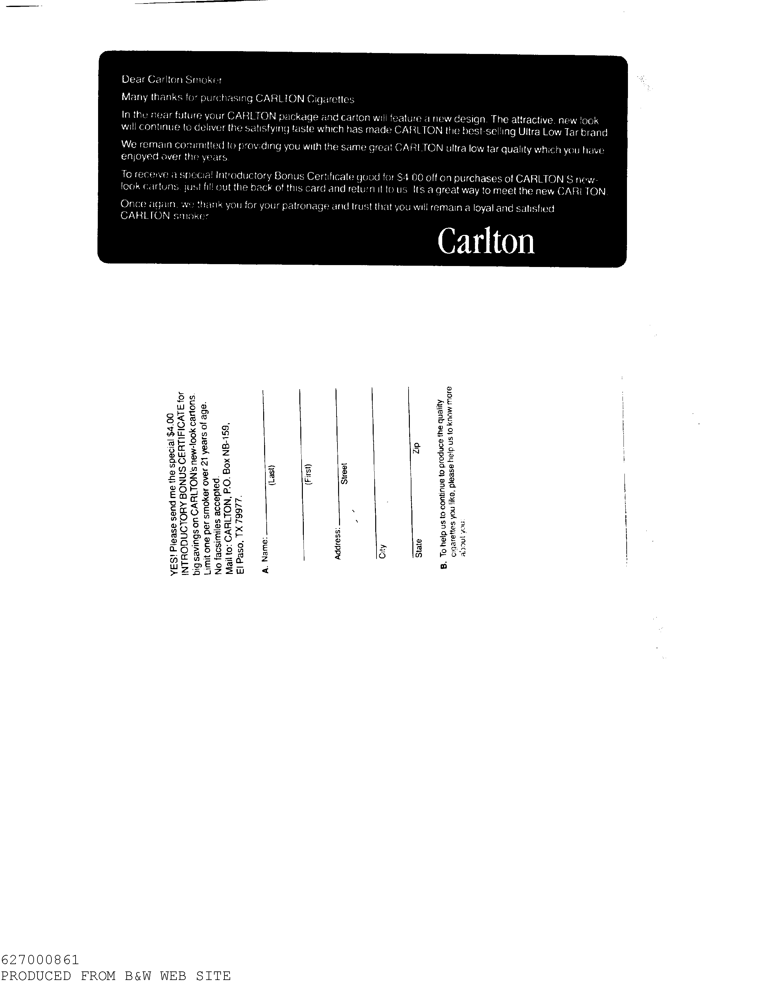 Dear Carlton Smoker
Many thanks for purchasing CARLTON Cigarettes
In the near future your CARLTON package and carton will feature a new design. The attractive, new look
will continue to deliver the satisfying taste which has made CARLTON the best-selling Ultra Low Tar brand
We remain committed to providing you with the same great CARLTON ultra low tar quality which you have
enjoyed over the years
To receive a special Introductory Bonus Certificate good for $4.00 off on purchases of CARLTON'S new-
look cartons, just fill out the back of this card and return it to us. Its a great way to meet the new CARLTON.
Once again, we thank you for your patronage and trust that you will remain a loyal and satisfied
CARLTON smoker
Carlton
YES! Please send me the special $4.00
INTRODUCTORY BONUS CERTIFICATE for
big savings on CARLTON's new-look cartons.
Limit one per smoker over 21 years of age.
No facsimiles accepted.
Mail to: CARLTON, P.O. Box NB-159,
El Paso, TX 79977.
A. Name:
(Last)
(First)
Address:
Street
City
State Zip
B. To help us to continue to produce the quality
cigarettes you like, please help us to know more
about you.
627000861
PRODUCED FROM B&W WEB SITE